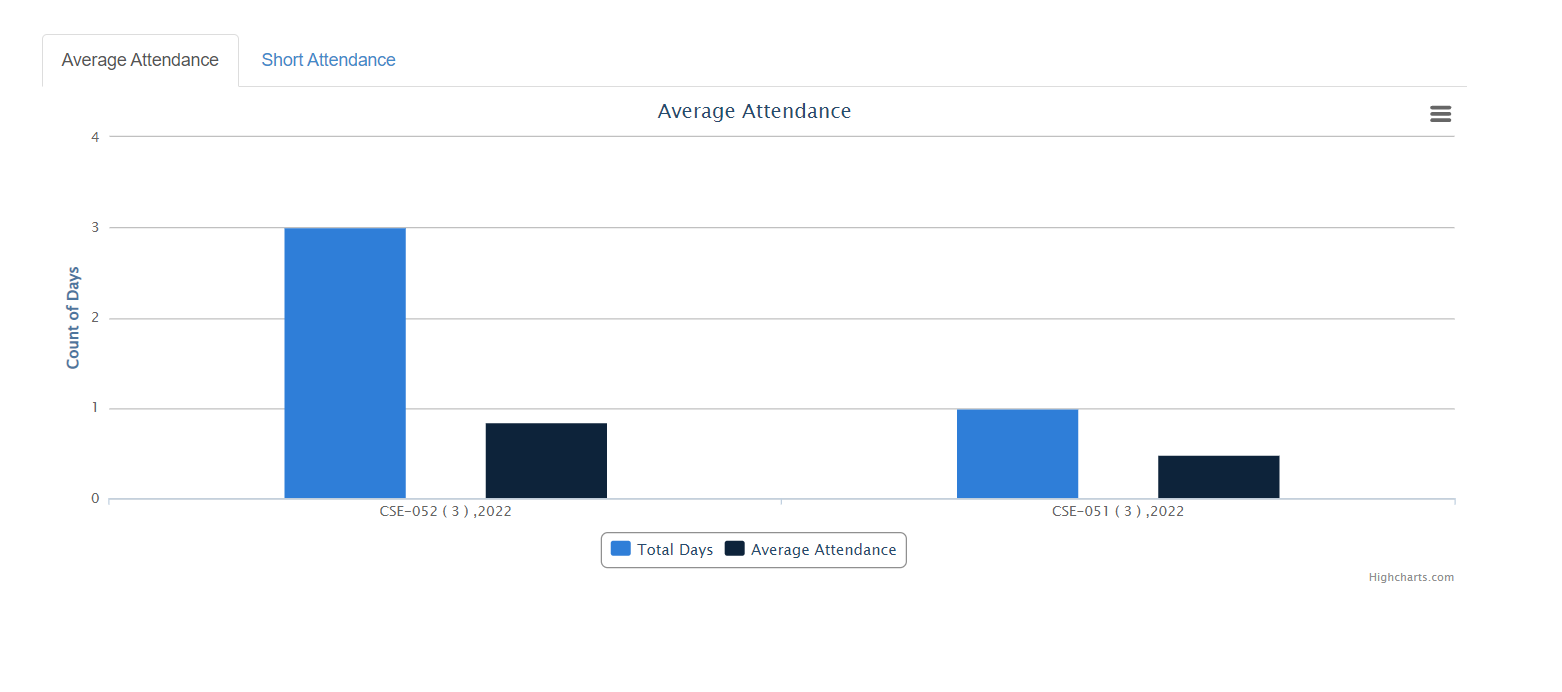 Average Attendance
Short Attendance
Average Attendance
4
3
2
1
0
Count of Days
CSE-052 ( 3 ) ,2022
CSE-051 ( 3 ) ,2022
Total Days
Average Attendance
Highcharts.com